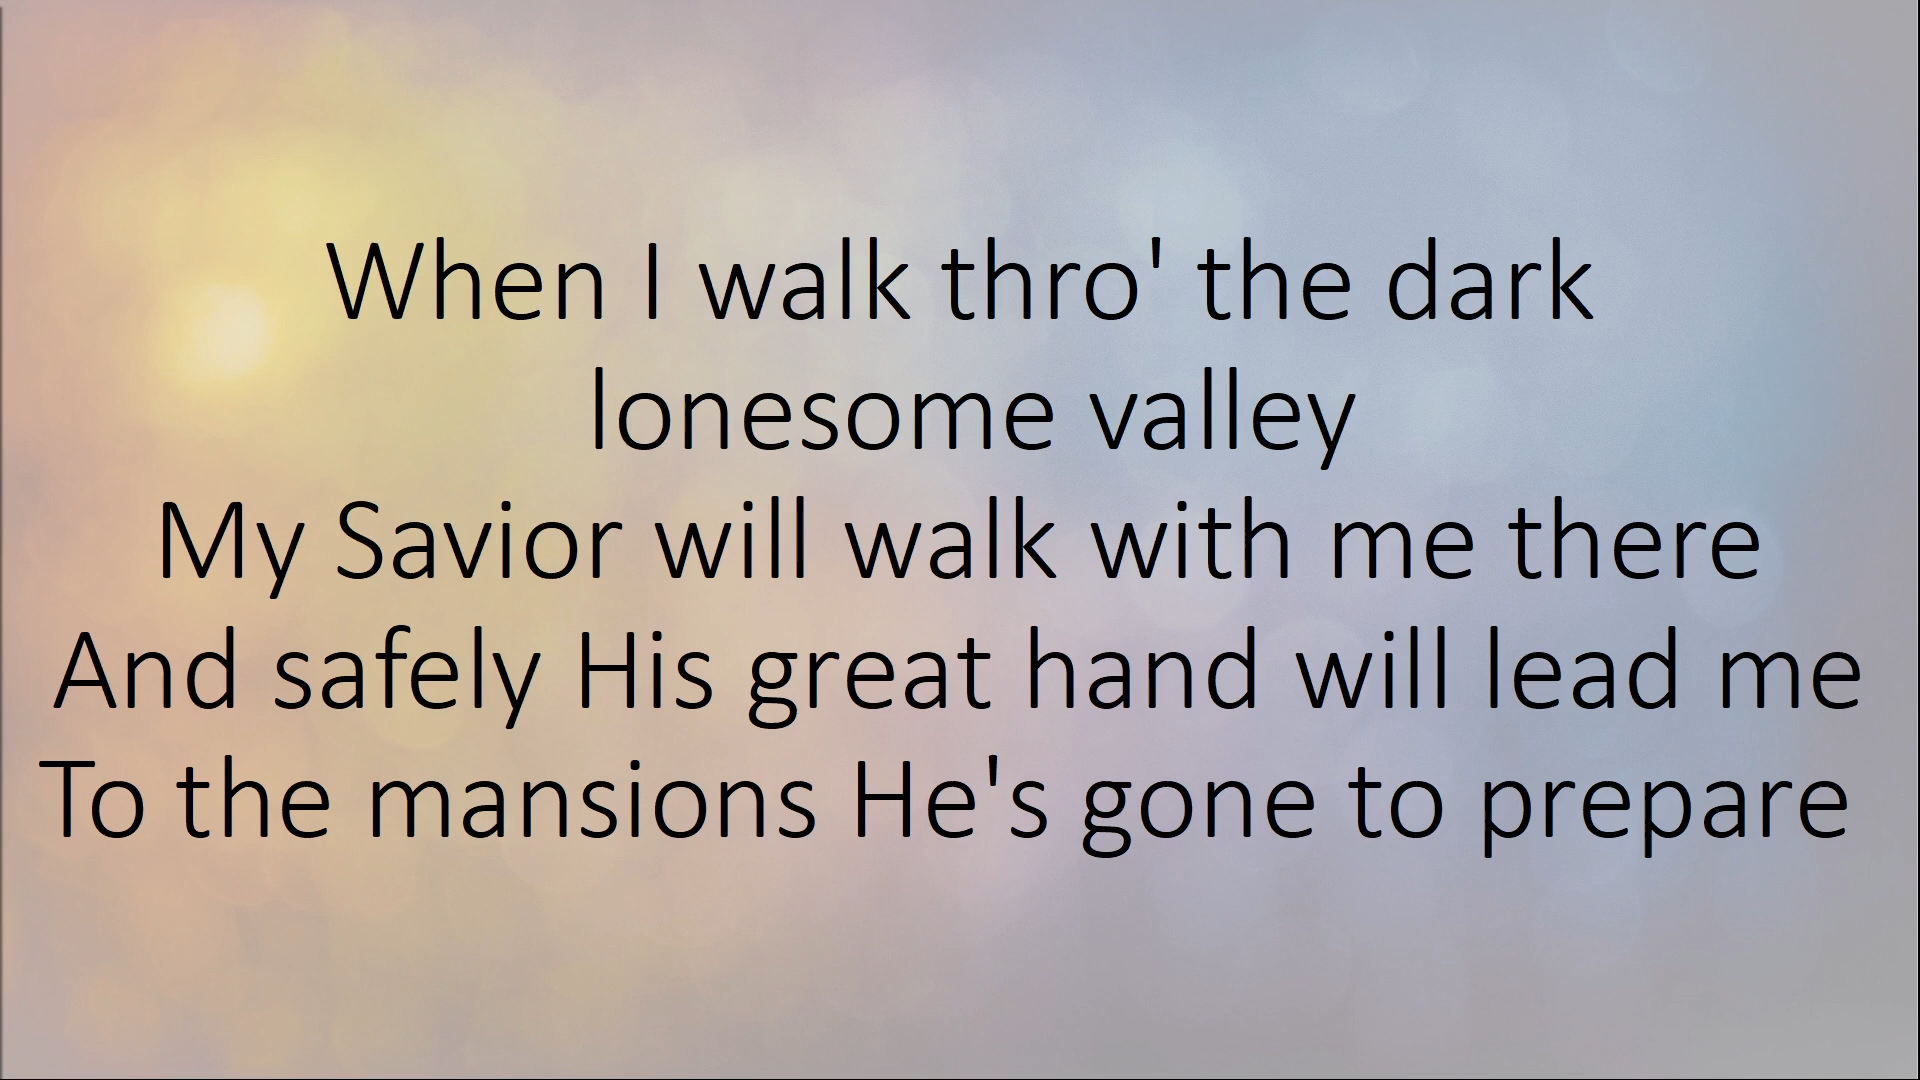 When I walk thro' the dark
lonesome valley
My Savior will walk with me there
And safely His great hand will lead me
To the mansions He's gone to prepare